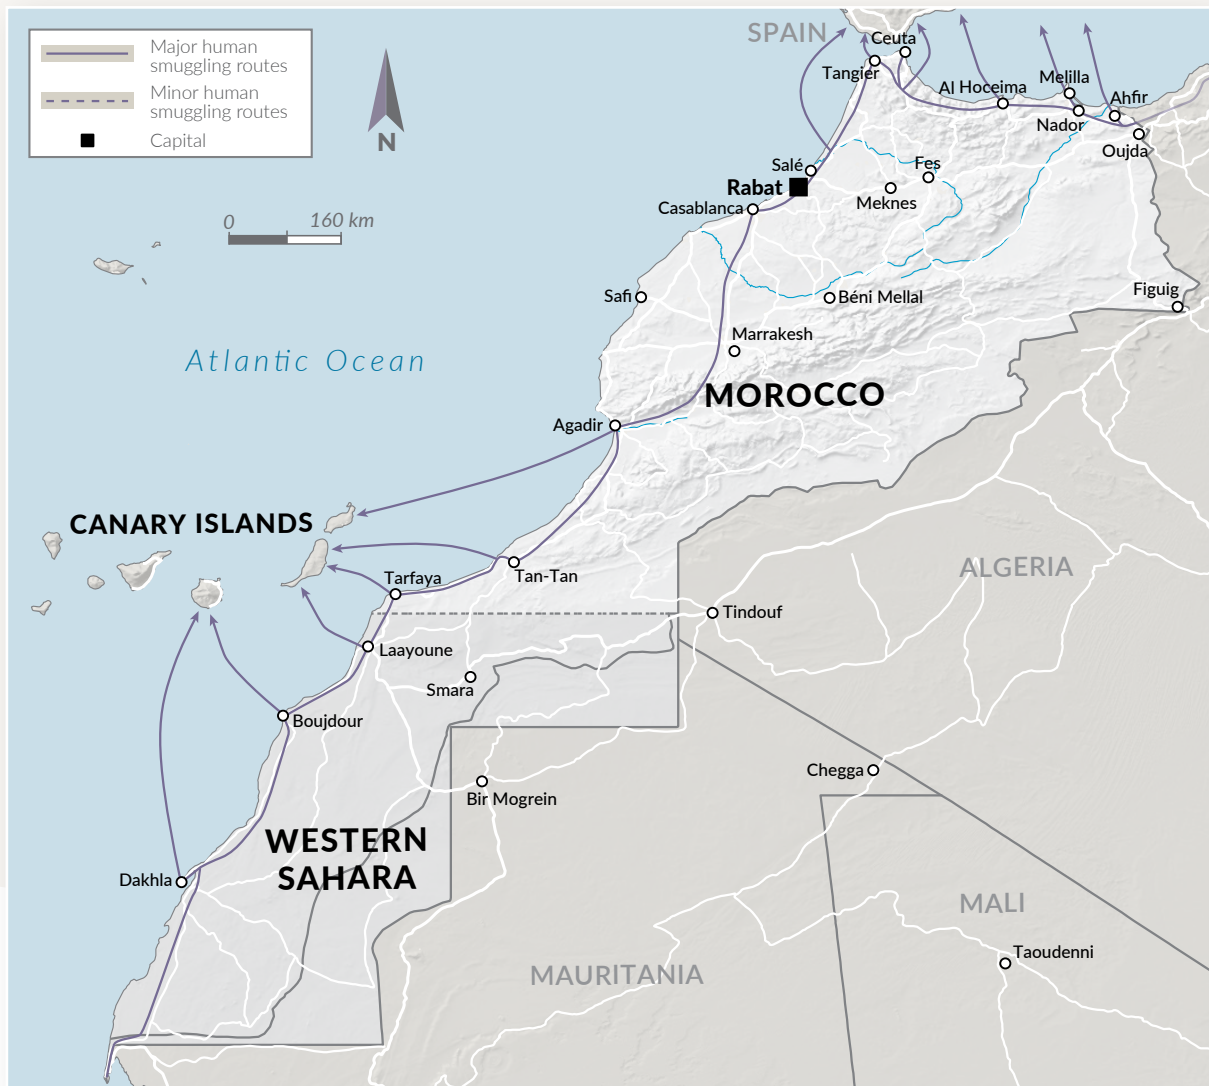 Major human
smuggling routes
Minor human
smuggling routes
Capital
N
0 160 km
SPAIN
Ceuta
Tangier
Al Hoceima
Melilla
Ahfir
Nador
Oujda
Salé
Rabat
Fes
Meknes
Casablanca
Safi
Béni Mellal
Figuig
Marrakesh
Atlantic Ocean
MOROCCO
Agadir
CANARY ISLANDS
Tan-Tan
Tarfaya
ALGERIA
Tindouf
Laayoune
Smara
Boujdour
Chegga
Bir Mogrein
WESTERN
SAHARA
Dakhla
MALI
Taoudenni
MAURITANIA